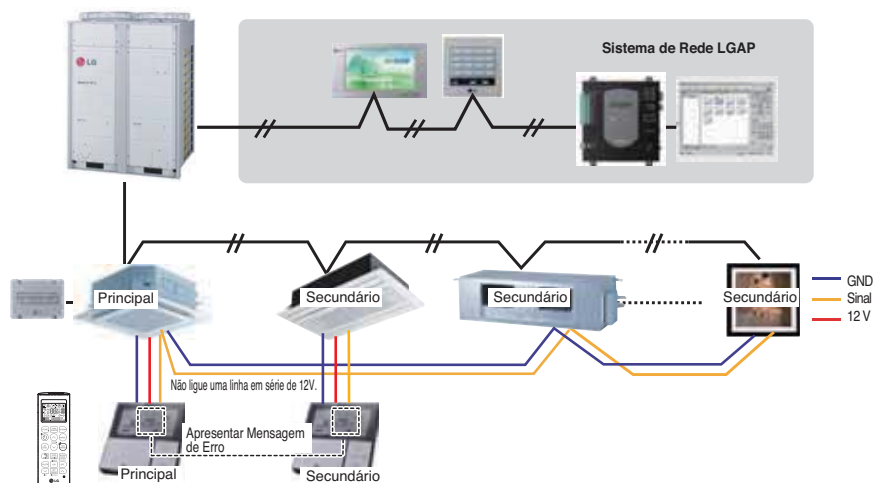 LG
Sistema de Rede LGAP
Principal
Secundário
Secundário
Secundário
GND
Sinal
12 V
Não ligue uma linha em série de 12V.
Apresentar Mensagem
de Erro
Principal
Secundário
LG